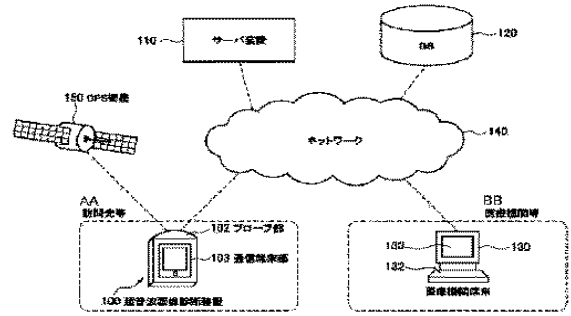 110
サーバ装置
DB
120
150 GPS衛星
ネットワーク
140
AA
訪問先等
BB
医療機関等
102 プローブ部
103 通信端末部
100 超音波画像診断装置
133
130
132
医療機関端末